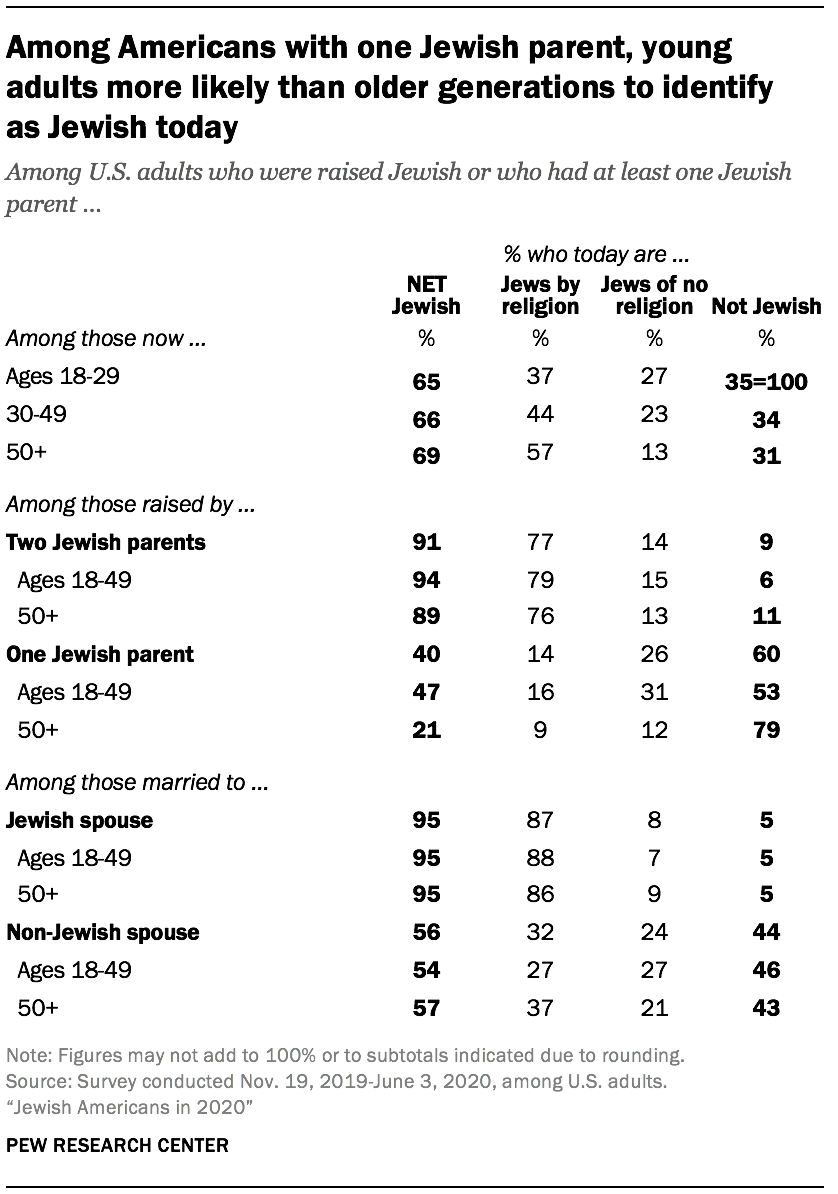 Among Americans with one Jewish parent, young
adults more likely than older generations to identify
as Jewish today
Among U.S. adults who were raised Jewish or who had at least one Jewish
parent ...
% who today are ...
NET Jewish Jews by religion Jews of no religion Not Jewish
Among those now ... % % % %
Ages 18-29 65 37 27 35=100
30-49 66 44 23 34
50+ 69 57 13 31
Among those raised by ...
Two Jewish parents 91 77 14 9
Ages 18-49 94 79 15 6
50+ 89 76 13 11
One Jewish parent 40 14 26 60
Ages 18-49 47 16 31 53
50+ 21 9 12 79
Among those married to ...
Jewish spouse 95 87 8 5
Ages 18-49 95 88 7 5
50+ 95 86 9 5
Non-Jewish spouse 56 32 24 44
Ages 18-49 54 27 27 46
50+ 57 37 21 43
Note: Figures may not add to 100% or to subtotals indicated due to rounding.
Source: Survey conducted Nov. 19, 2019-June 3, 2020, among U.S. adults.
“Jewish Americans in 2020”
PEW RESEARCH CENTER